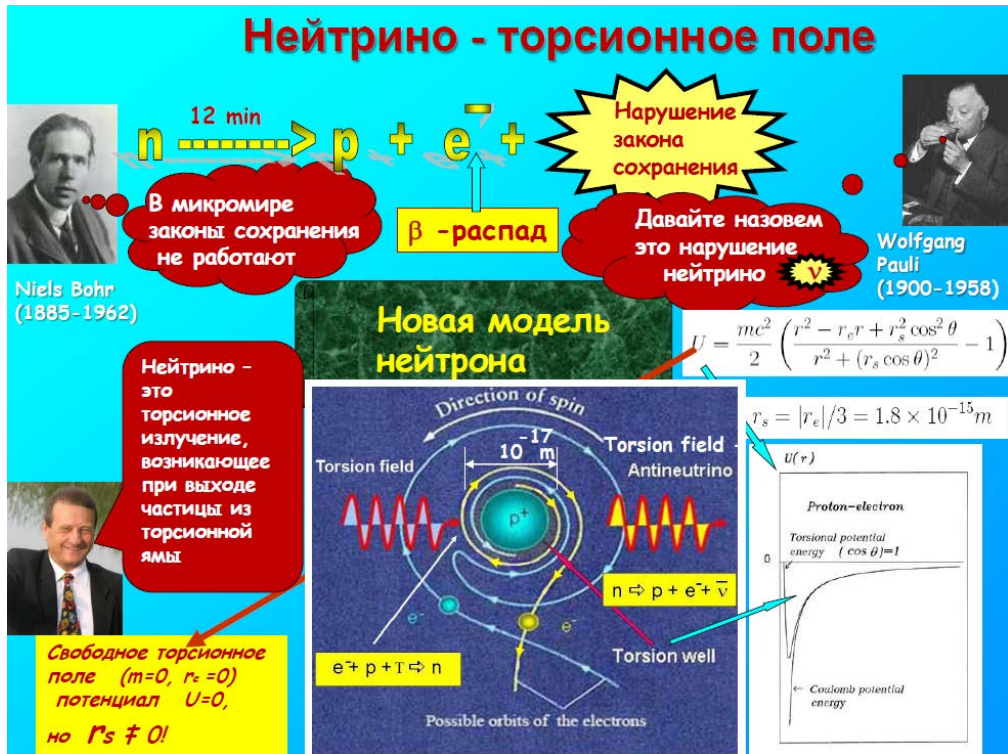 Нейтрино - торсионное поле
12 min
n -------> p + e⁻ +
Нарушение
закона
сохранения
В микромире
законы сохранения
не работают
β -распад
Давайте назовем
это нарушение
нейтрино ν
Niels Bohr
(1885-1962)
Wolfgang
Pauli
(1900-1958)
Новая модель
нейтрона
U = mc²/2 ( (r² − r_e r + r_s² cos² θ)/(r² + (r_s cos θ)²) − 1 )
r_s = |r_e|/3 = 1.8 × 10⁻¹⁵m
Нейтрино –
это
торсионное
излучение,
возникающее
при выходе
частицы из
торсионной
ямы
Direction of spin
10⁻¹⁷ m
Torsion field
Torsion field -
Antineutrino
p⁺
n ⇨ p + e⁻+ ν̄
e⁻
e⁻
e⁻+ p + T ⇨ n
Torsion well
Possible orbits of the electrons
U(r)
Proton-electron
Torsional potential
energy (cos θ)=1
0
Coulomb potential
energy
Свободное торсионное
поле (m=0, rₑ =0)
потенциал U=0,
но rs ≠ 0!